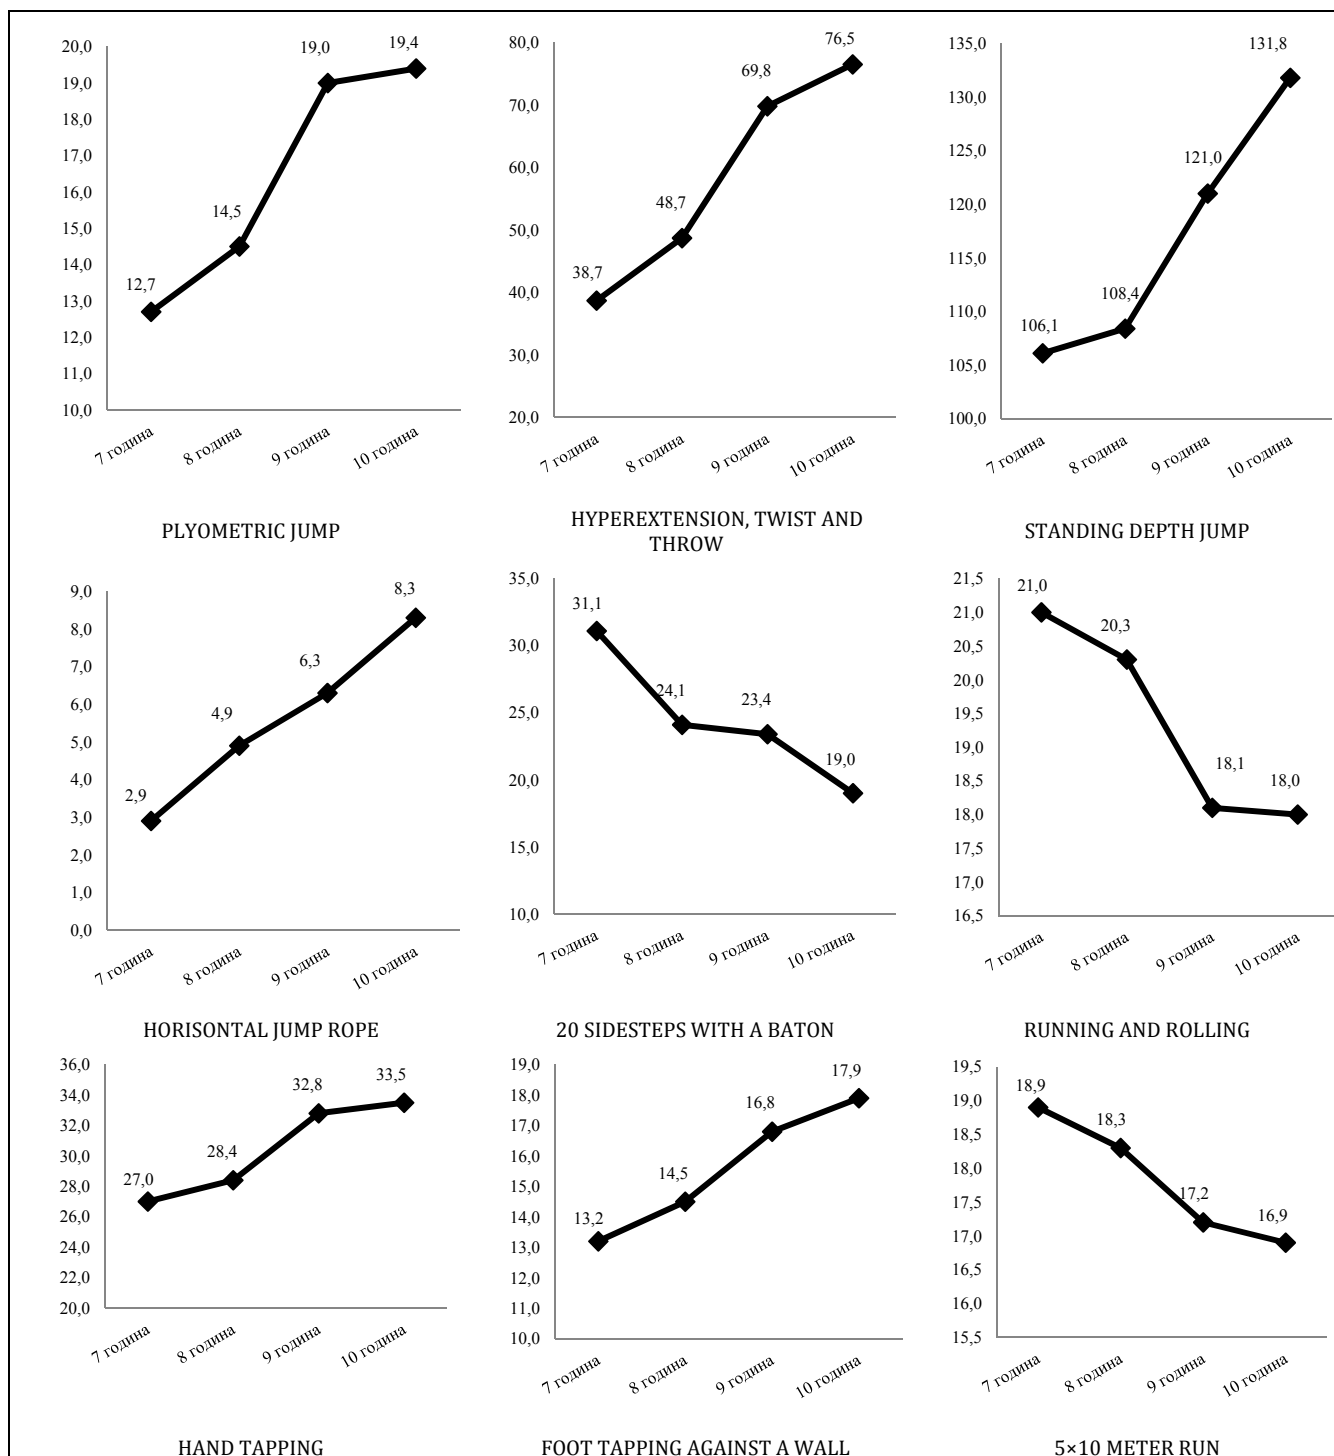 20,0
19,0
18,0
17,0
16,0
15,0
14,0
13,0
12,0
11,0
10,0
12,7
14,5
19,0
19,4
7 година
8 година
9 година
10 година
PLYOMETRIC JUMP
80,0
70,0
60,0
50,0
40,0
30,0
20,0
38,7
48,7
69,8
76,5
7 година
8 година
9 година
10 година
HYPEREXTENSION, TWIST AND
THROW
135,0
130,0
125,0
120,0
115,0
110,0
105,0
100,0
106,1
108,4
121,0
131,8
7 година
8 година
9 година
10 година
STANDING DEPTH JUMP
9,0
8,0
7,0
6,0
5,0
4,0
3,0
2,0
1,0
0,0
2,9
4,9
6,3
8,3
7 година
8 година
9 година
10 година
HORISONTAL JUMP ROPE
35,0
30,0
25,0
20,0
15,0
10,0
31,1
24,1
23,4
19,0
7 година
8 година
9 година
10 година
20 SIDESTEPS WITH A BATON
21,5
21,0
20,5
20,0
19,5
19,0
18,5
18,0
17,5
17,0
16,5
21,0
20,3
18,1
18,0
7 година
8 година
9 година
10 година
RUNNING AND ROLLING
36,0
34,0
32,0
30,0
28,0
26,0
24,0
22,0
20,0
27,0
28,4
32,8
33,5
7 година
8 година
9 година
10 година
HAND TAPPING
19,0
18,0
17,0
16,0
15,0
14,0
13,0
12,0
11,0
10,0
13,2
14,5
16,8
17,9
7 година
8 година
9 година
10 година
FOOT TAPPING AGAINST A WALL
19,5
19,0
18,5
18,0
17,5
17,0
16,5
16,0
15,5
18,9
18,3
17,2
16,9
7 година
8 година
9 година
10 година
5×10 METER RUN